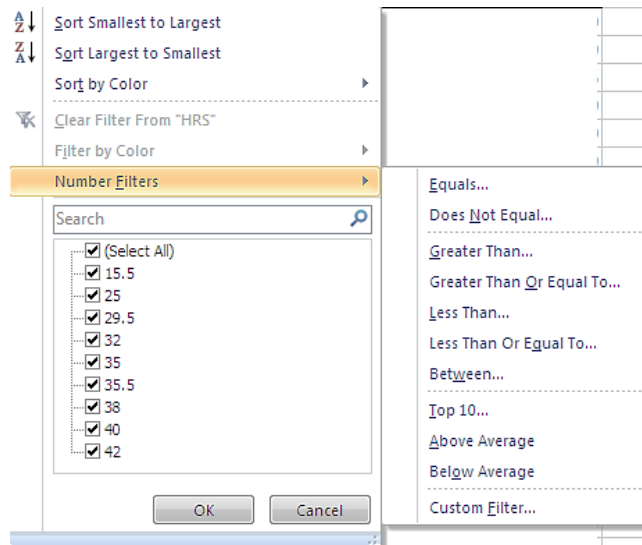 Sort Smallest to Largest
Sort Largest to Smallest
Sort by Color
Clear Filter From "HRS"
Filter by Color
Number Filters
Search
(Select All)
15.5
25
29.5
32
35
35.5
38
40
42
OK Cancel
Equals...
Does Not Equal...
Greater Than...
Greater Than Or Equal To...
Less Than...
Less Than Or Equal To...
Between...
Top 10...
Above Average
Below Average
Custom Filter...